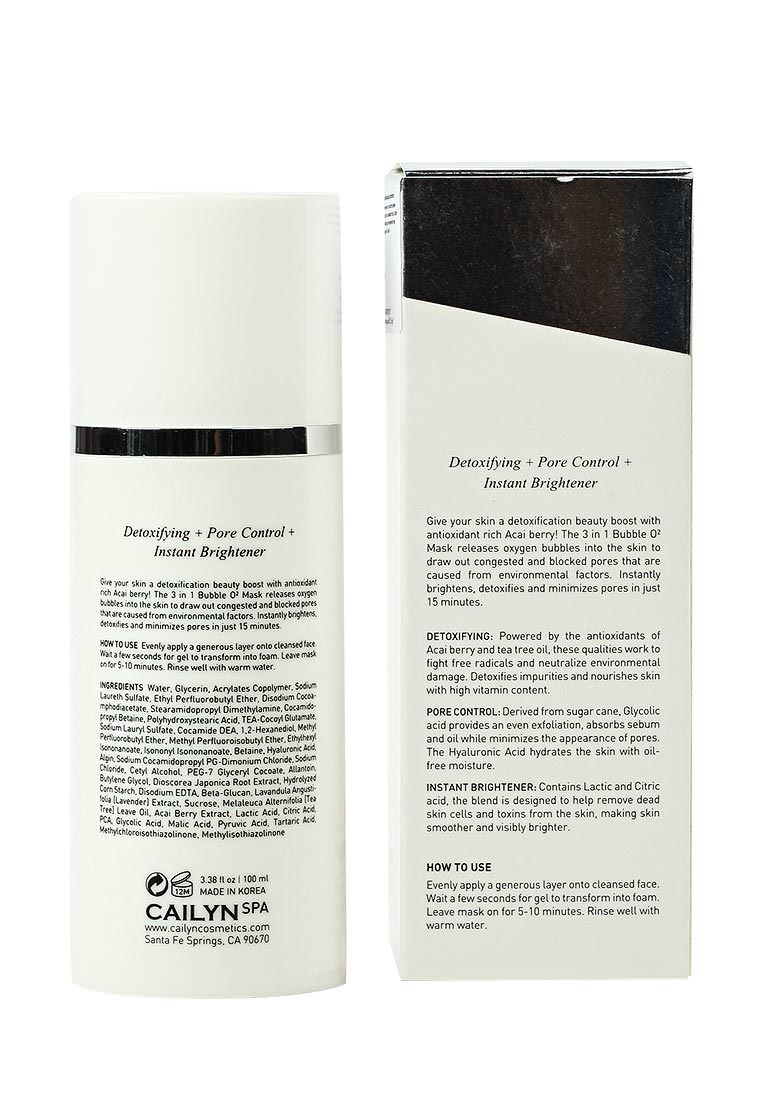 Detoxifying + Pore Control +
Instant Brightener
Give your skin a detoxification beauty boost with antioxidant
rich Acai berry! The 3 in 1 Bubble O² Mask releases oxygen
bubbles into the skin to draw out congested and blocked pores
that are caused from environmental factors. Instantly brightens,
detoxifies and minimizes pores in just 15 minutes.
HOW TO USE Evenly apply a generous layer onto cleansed face.
Wait a few seconds for gel to transform into foam. Leave mask
on for 5-10 minutes. Rinse well with warm water.
INGREDIENTS Water, Glycerin, Acrylates Copolymer, Sodium
Laureth Sulfate, Ethyl Perfluorobutyl Ether, Disodium Cocoa-
mphodiacetate, Stearamidopropyl Dimethylamine, Cocamido-
propyl Betaine, Polyhydroxystearic Acid, TEA-Cocoyl Glutamate,
Sodium Lauryl Sulfate, Cocamide DEA, 1,2-Hexanediol, Methyl
Perfluorobutyl Ether, Methyl Perfluoroisobutyl Ether, Ethylhexyl
Isononanoate, Isononyl Isononanoate, Betaine, Hyaluronic Acid,
Algin, Sodium Cocamidopropyl PG-Dimonium Chloride, Sodium
Chloride, Cetyl Alcohol, PEG-7 Glyceryl Cocoate, Allantoin,
Butylene Glycol, Dioscorea Japonica Root Extract, Hydrolyzed
Corn Starch, Disodium EDTA, Beta-Glucan, Lavandula Angusti-
folia (Lavender) Extract, Sucrose, Melaleuca Alternifolia (Tea
Tree) Leave Oil, Acai Berry Extract, Lactic Acid, Citric Acid,
PCA, Glycolic Acid, Malic Acid, Pyruvic Acid, Tartaric Acid,
Methylchloroisothiazolinone, Methylisothiazolinone
12M
3.38 fl oz | 100 ml
MADE IN KOREA
CAILYN SPA
www.cailyncosmetics.com
Santa Fe Springs, CA 90670
Detoxifying + Pore Control +
Instant Brightener
Give your skin a detoxification beauty boost with
antioxidant rich Acai berry! The 3 in 1 Bubble O²
Mask releases oxygen bubbles into the skin to
draw out congested and blocked pores that are
caused from environmental factors. Instantly
brightens, detoxifies and minimizes pores in just
15 minutes.
DETOXIFYING: Powered by the antioxidants of
Acai berry and tea tree oil, these qualities work to
fight free radicals and neutralize environmental
damage. Detoxifies impurities and nourishes skin
with high vitamin content.
PORE CONTROL: Derived from sugar cane, Glycolic
acid provides an even exfoliation, absorbs sebum
and oil while minimizes the appearance of pores.
The Hyaluronic Acid hydrates the skin with oil-
free moisture.
INSTANT BRIGHTENER: Contains Lactic and Citric
acid, the blend is designed to help remove dead
skin cells and toxins from the skin, making skin
smoother and visibly brighter.
HOW TO USE
Evenly apply a generous layer onto cleansed face.
Wait a few seconds for gel to transform into foam.
Leave mask on for 5-10 minutes. Rinse well with
warm water.